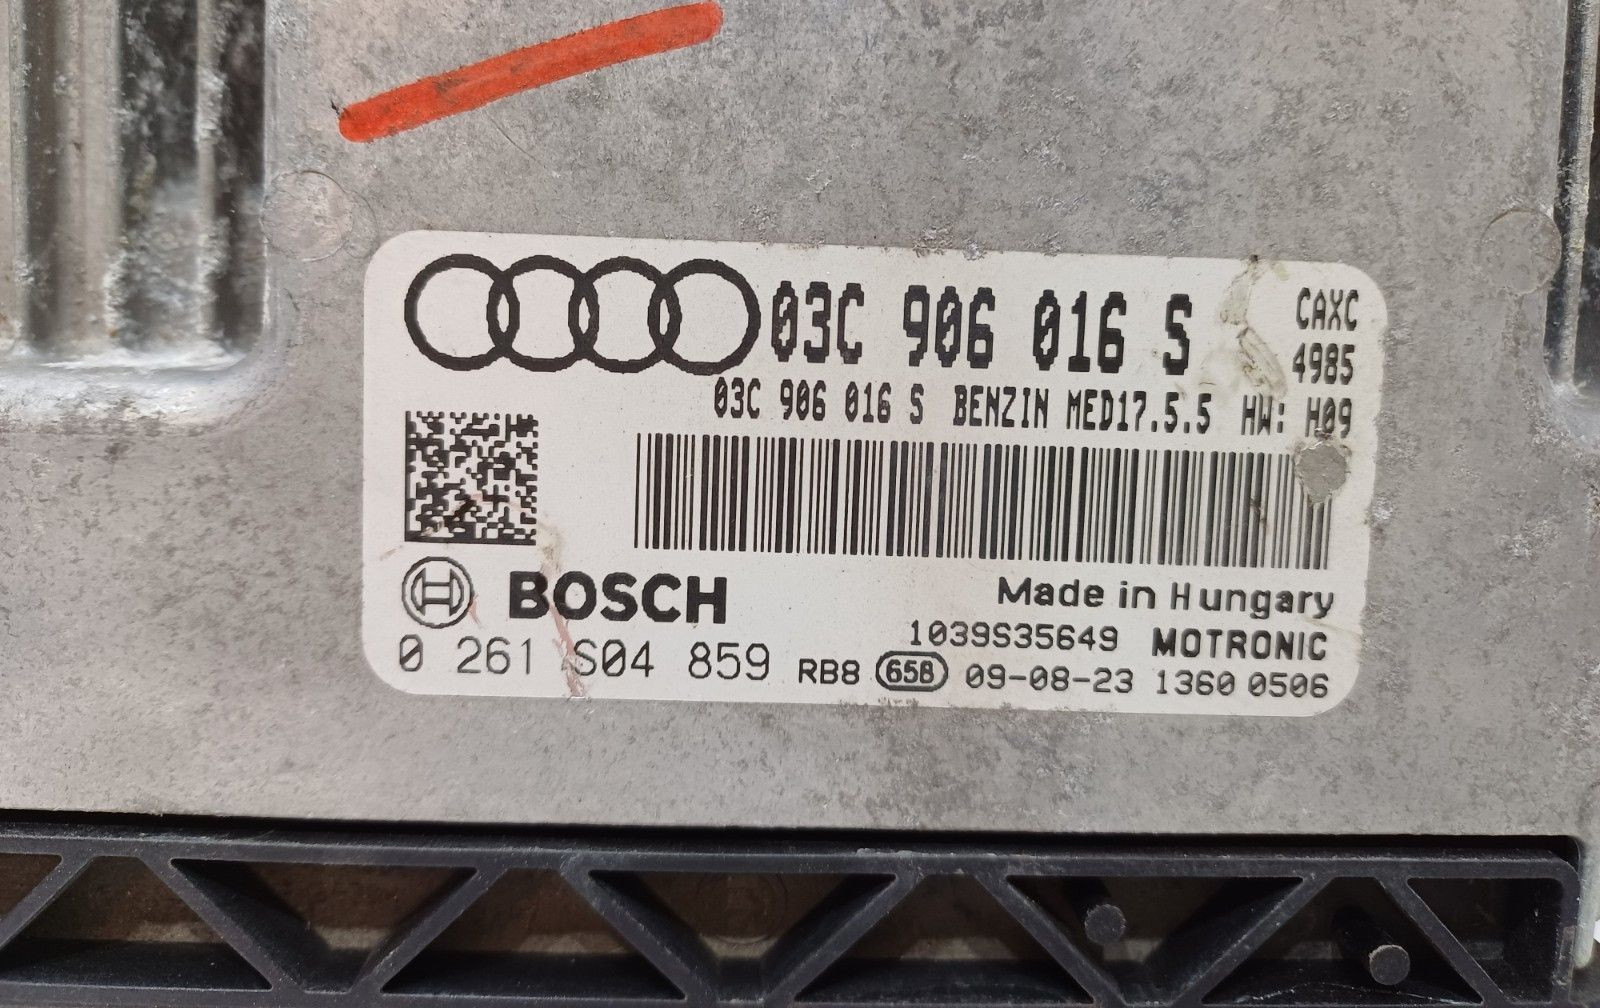 03C 906 016 S CAXC
4985
03C 906 016 S BENZIN MED17.5.5 HW: H09
BOSCH
Made in Hungary
1039S35649 MOTRONIC
0 261 S04 859 RB8 65B 09-08-23 1360 0506